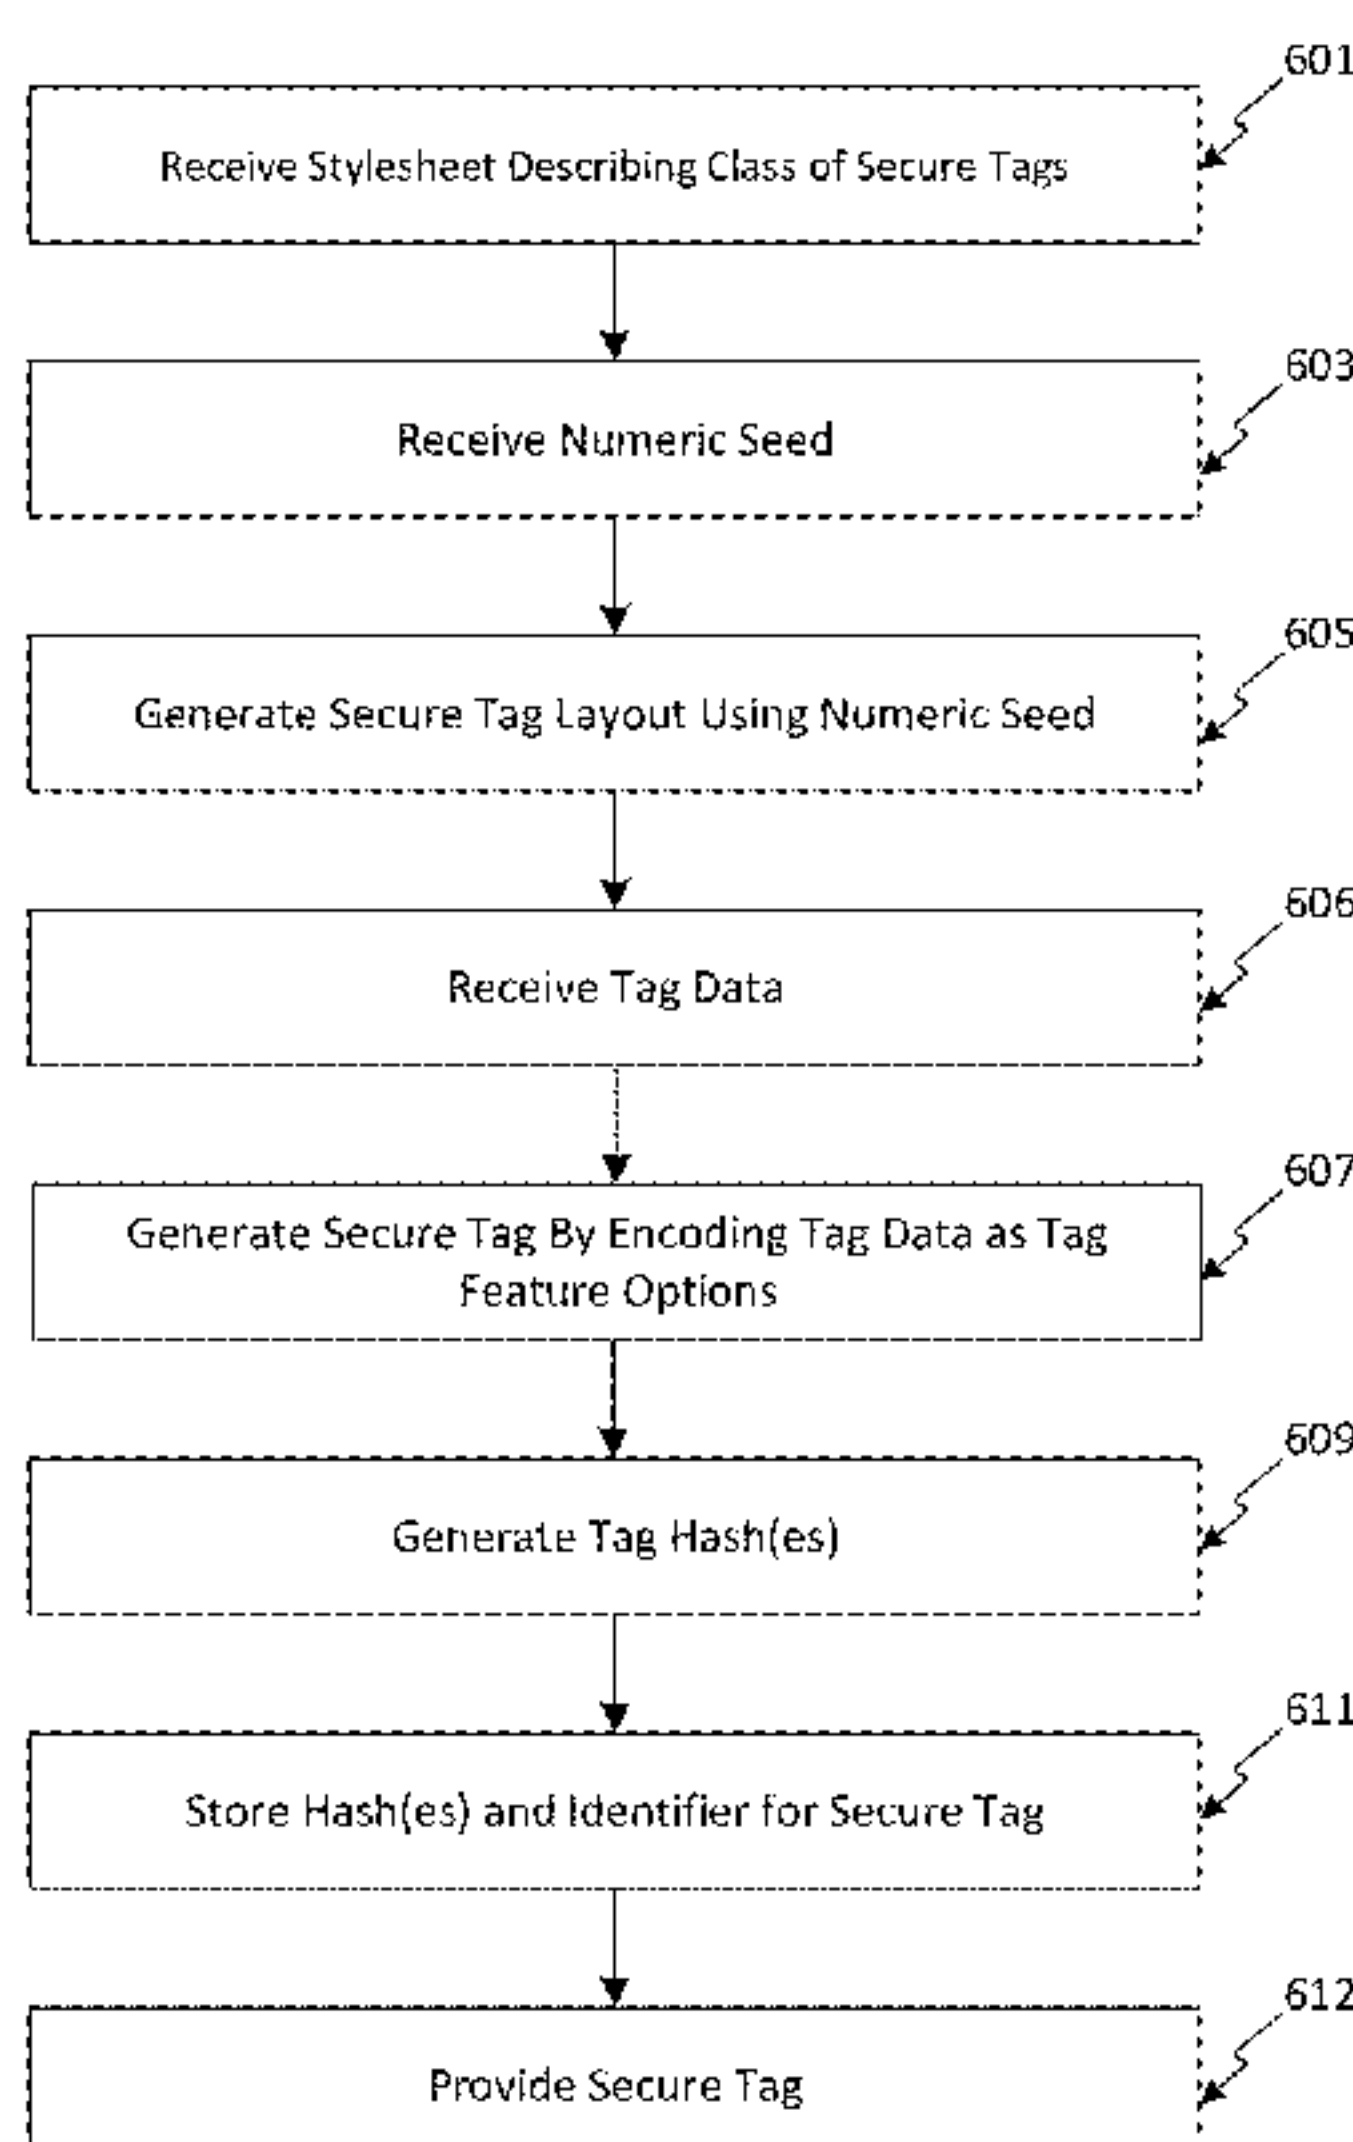 601
Receive Stylesheet Describing Class of Secure Tags
603
Receive Numeric Seed
605
Generate Secure Tag Layout Using Numeric Seed
606
Receive Tag Data
607
Generate Secure Tag By Encoding Tag Data as Tag
Feature Options
609
Generate Tag Hash(es)
611
Store Hash(es) and Identifier for Secure Tag
612
Provide Secure Tag